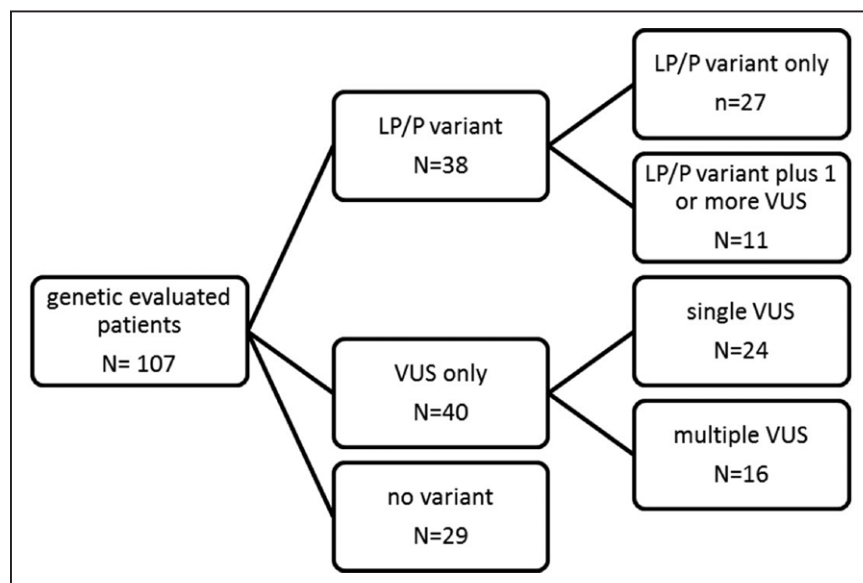 genetic evaluated
patients
N= 107
LP/P variant
N=38
LP/P variant only
n=27
LP/P variant plus 1
or more VUS
N=11
VUS only
N=40
single VUS
N=24
multiple VUS
N=16
no variant
N=29